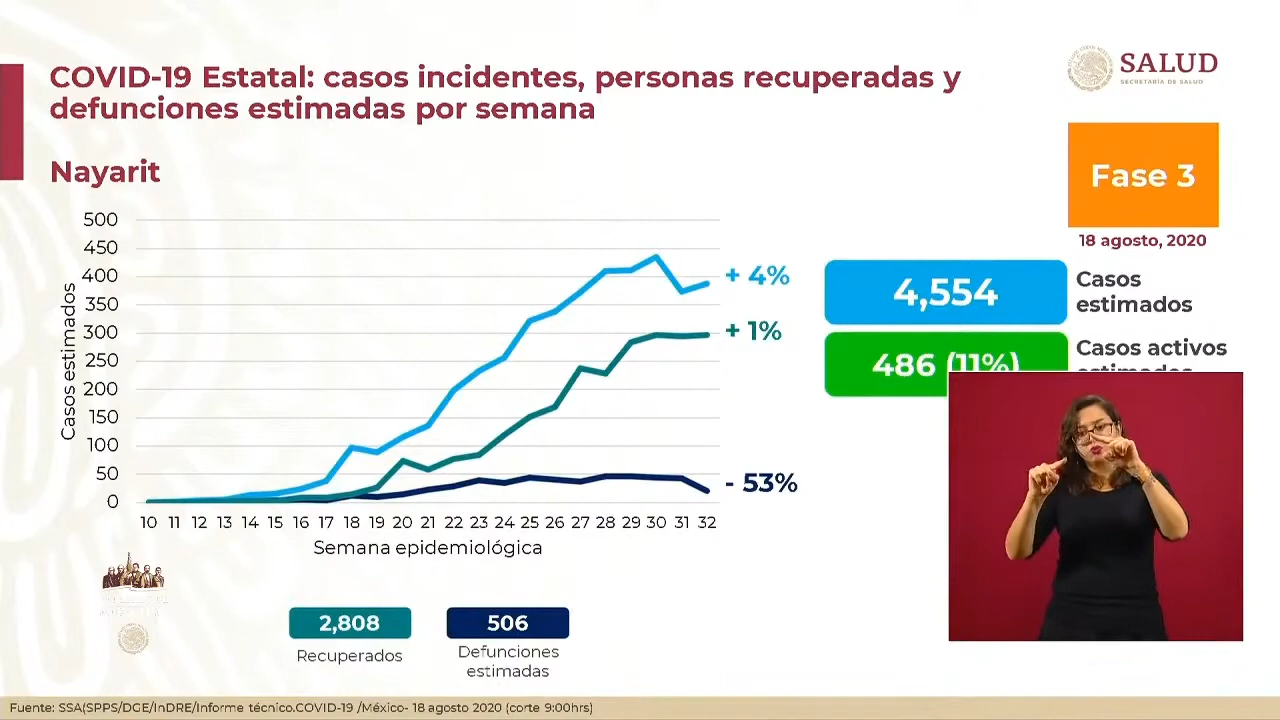 COVID-19 Estatal: casos incidentes, personas recuperadas y
defunciones estimadas por semana
Nayarit
SALUD
SECRETARÍA DE SALUD
Fase 3
18 agosto, 2020
Casos estimados
500
450
400
350
300
250
200
150
100
50
0
+ 4%
+ 1%
- 53%
10 11 12 13 14 15 16 17 18 19 20 21 22 23 24 25 26 27 28 29 30 31 32
Semana epidemiológica
4,554
Casos
estimados
486 (11%)
Casos activos
estimados
2,808
Recuperados
506
Defunciones
estimadas
Fuente: SSA(SPPS/DGE/InDRE/Informe técnico.COVID-19 /México- 18 agosto 2020 (corte 9:00hrs)